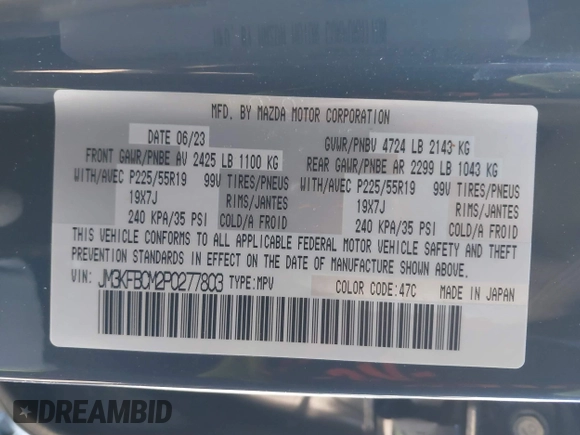 MFD. BY MAZDA MOTOR CORPORATION
DATE 06/23 GVWR/PNBV 4724 LB 2143 KG
FRONT GAWR/PNBE AV 2425 LB 1100 KG REAR GAWR/PNBE AR 2299 LB 1043 KG
WITH/AVEC P225/55R19 99V TIRES/PNEUS WITH/AVEC P225/55R19 99V TIRES/PNEUS
19X7J RIMS/JANTES 19X7J RIMS/JANTES
240 KPA/35 PSI COLD/A FROID 240 KPA/35 PSI COLD/A FROID
THIS VEHICLE CONFORMS TO ALL APPLICABLE FEDERAL MOTOR VEHICLE SAFETY AND THEFT
PREVENTION STANDARDS IN EFFECT ON THE DATE OF MANUFACTURE SHOWN ABOVE.
VIN: JM3KFBCM2P0277803 TYPE:MPV COLOR CODE:47C MADE IN JAPAN
DREAMBID